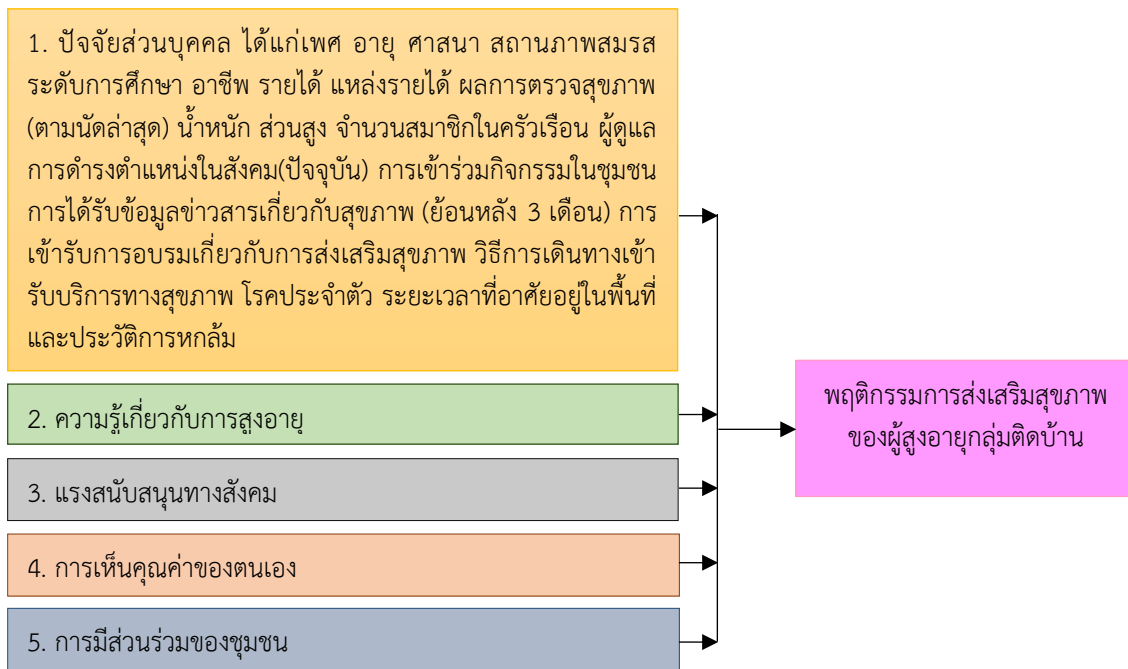 1. ปัจจัยส่วนบุคคล ได้แก่เพศ อายุ ศาสนา สถานภาพสมรส
ระดับการศึกษา อาชีพ รายได้ แหล่งรายได้ ผลการตรวจสุขภาพ
(ตามนัดล่าสุด) น้ำหนัก ส่วนสูง จำนวนสมาชิกในครัวเรือน ผู้ดูแล
การดำรงตำแหน่งในสังคม(ปัจจุบัน) การเข้าร่วมกิจกรรมในชุมชน
การได้รับข้อมูลข่าวสารเกี่ยวกับสุขภาพ (ย้อนหลัง 3 เดือน) การ
เข้ารับการอบรมเกี่ยวกับการส่งเสริมสุขภาพ วิธีการเดินทางเข้า
รับบริการทางสุขภาพ โรคประจำตัว ระยะเวลาที่อาศัยอยู่ในพื้นที่
และประวัติการหกล้ม
2. ความรู้เกี่ยวกับการสูงอายุ
3. แรงสนับสนุนทางสังคม
4. การเห็นคุณค่าของตนเอง
5. การมีส่วนร่วมของชุมชน
พฤติกรรมการส่งเสริมสุขภาพ
ของผู้สูงอายุกลุ่มติดบ้าน